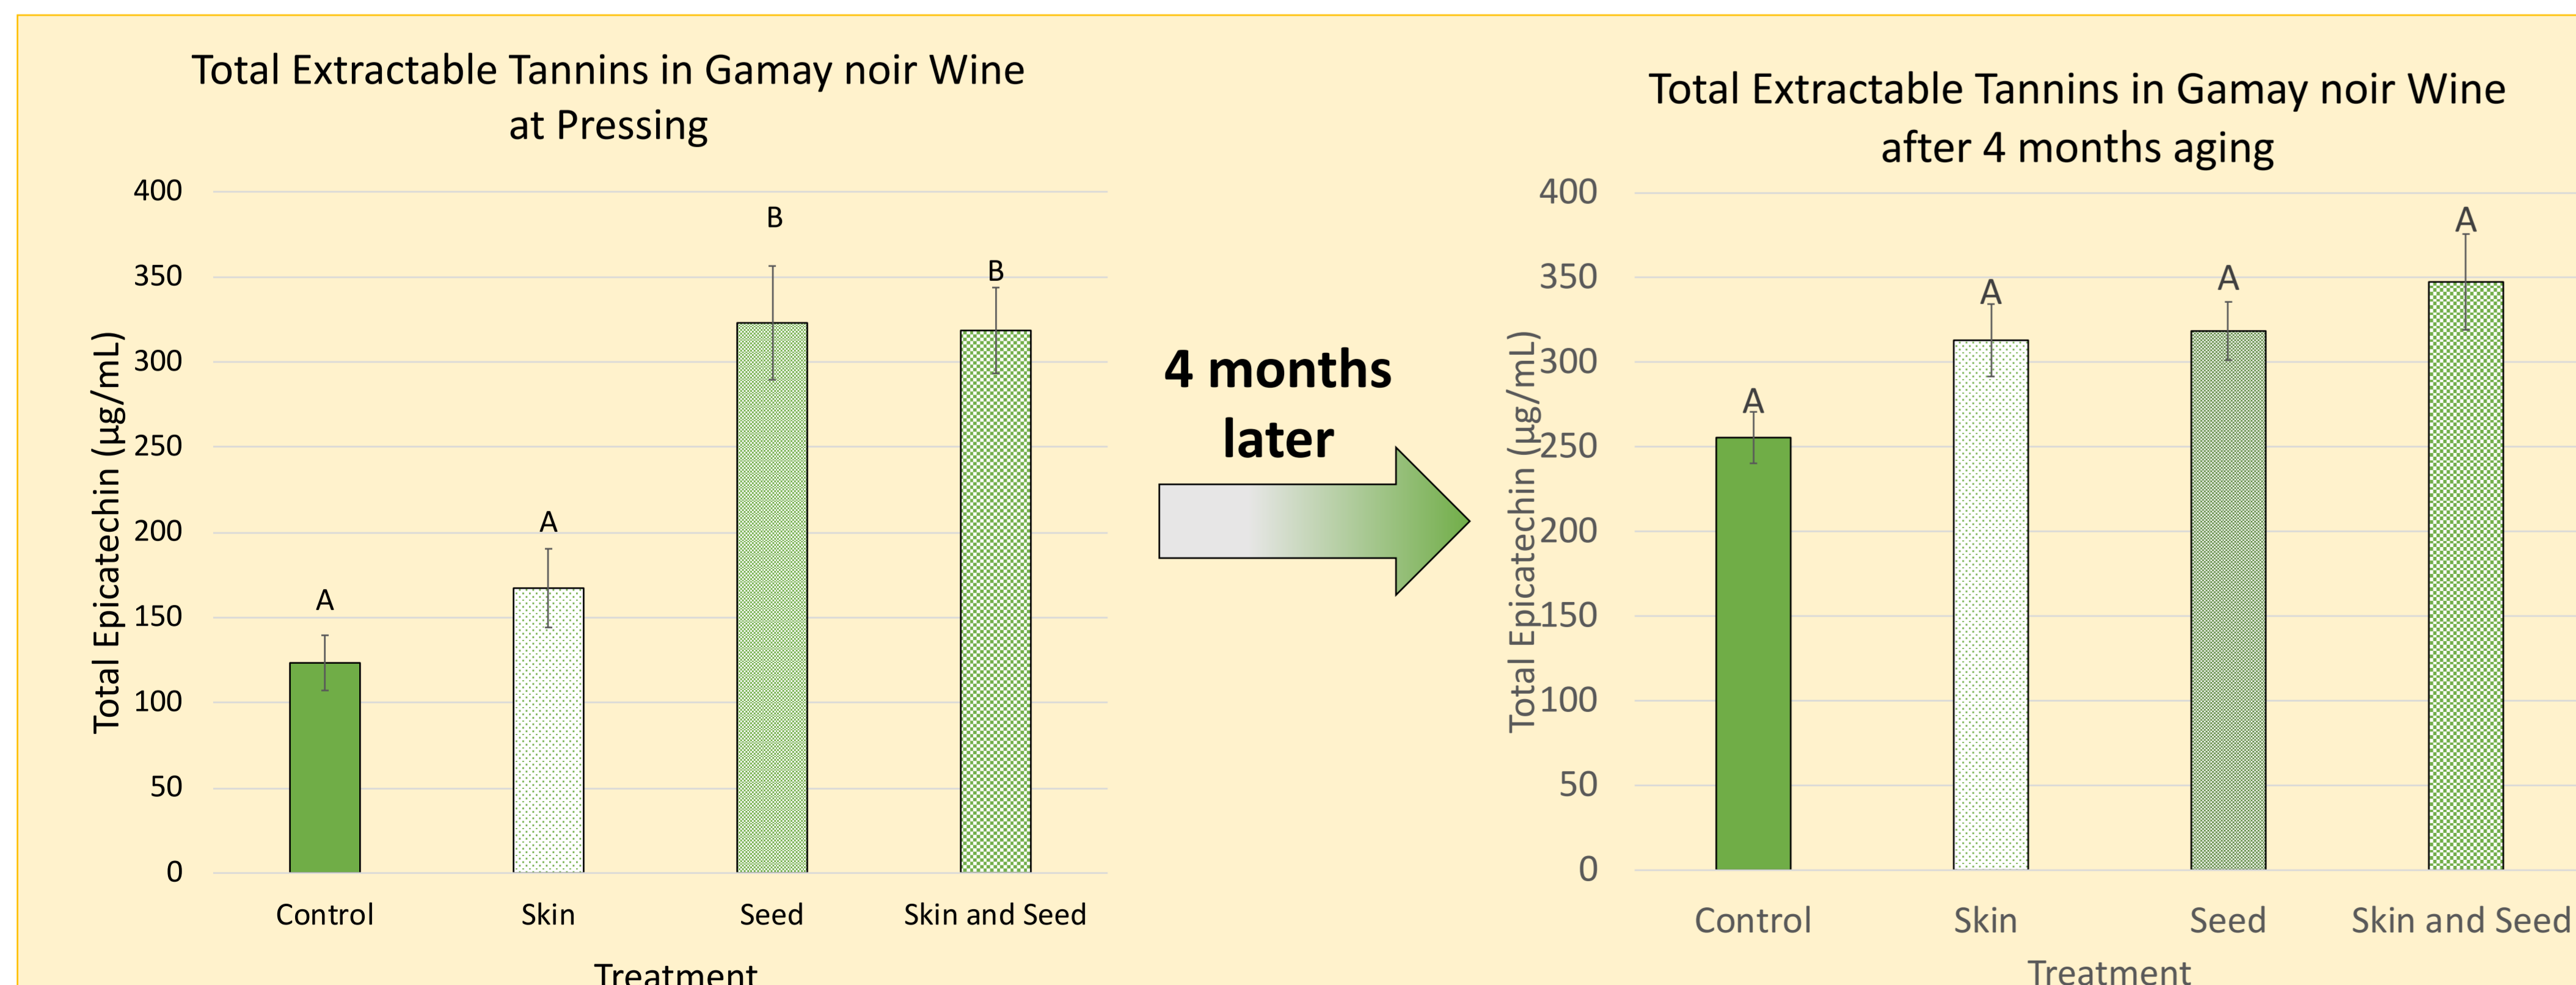 Total Extractable Tannins in Gamay noir Wine
at Pressing
400
350
300
250
200
150
100
50
0
Total Epicatechin (µg/mL)
A
A
B
B
Control
Skin
Seed
Skin and Seed
Treatment
4 months
later
Total Extractable Tannins in Gamay noir Wine
after 4 months aging
400
350
300
250
200
150
100
50
0
Total Epicatechin (µg/mL)
A
A
A
A
Control
Skin
Seed
Skin and Seed
Treatment